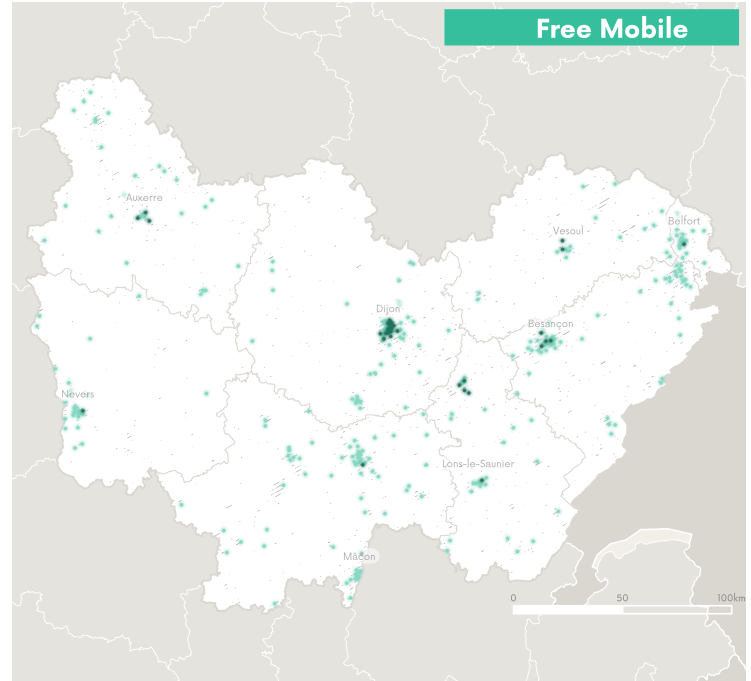 Free Mobile
Auxerre
Belfort
Vesoul
Dijon
Besançon
Nevers
Lons-le-Saunier
Mâcon
0 50 100km